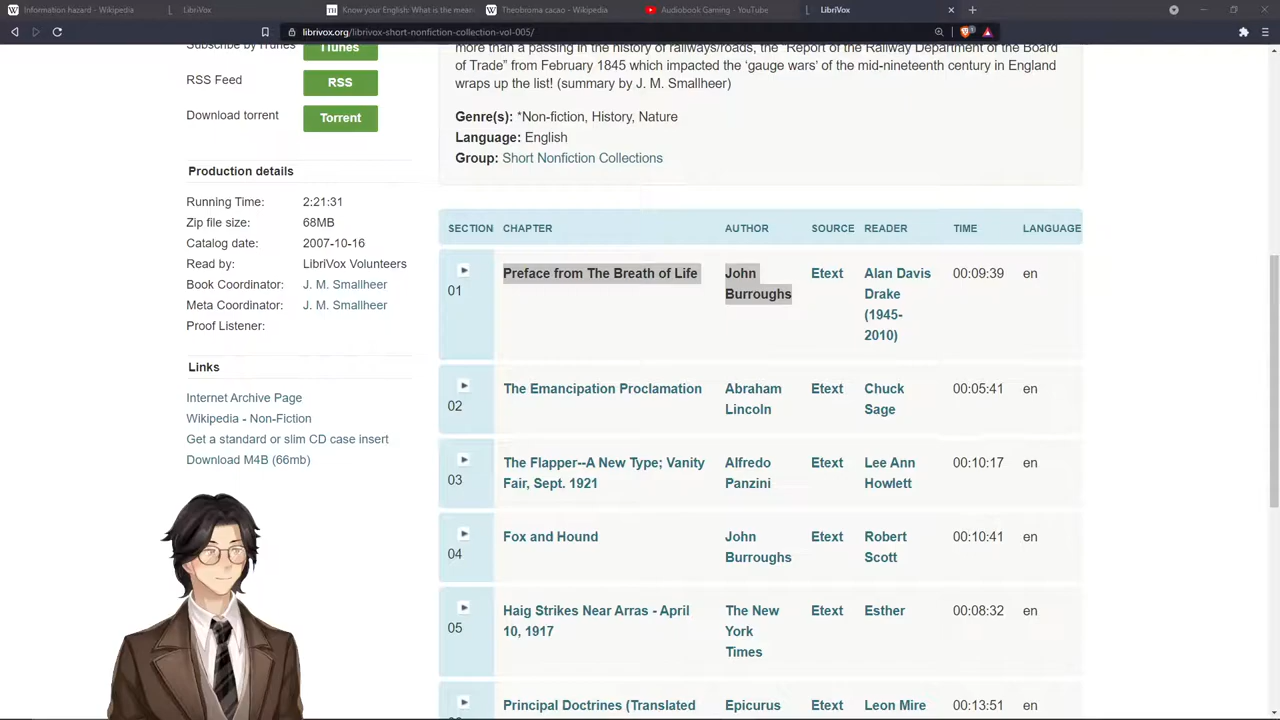 Information hazard - Wikipedia
LibriVox
Know your English: What is the mean
Theobroma cacao - Wikipedia
Audiobook Gaming - YouTube
LibriVox
librivox.org/librivox-short-nonfiction-collection-vol-005/
Subscribe by iTunes
iTunes
RSS Feed
RSS
Download torrent
Torrent
Production details
Running Time: 2:21:31
Zip file size: 68MB
Catalog date: 2007-10-16
Read by: LibriVox Volunteers
Book Coordinator: J. M. Smallheer
Meta Coordinator: J. M. Smallheer
Proof Listener:
Links
Internet Archive Page
Wikipedia - Non-Fiction
Get a standard or slim CD case insert
Download M4B (66mb)
more than a passing in the history of railways/roads, the "Report of the Railway Department of the Board
of Trade" from February 1845 which impacted the 'gauge wars' of the mid-nineteenth century in England
wraps up the list! (summary by J. M. Smallheer)
Genre(s): *Non-fiction, History, Nature
Language: English
Group: Short Nonfiction Collections
SECTION CHAPTER AUTHOR SOURCE READER TIME LANGUAGE
01
Preface from The Breath of Life
John
Burroughs
Etext
Alan Davis
Drake
(1945-
2010)
00:09:39
en
02
The Emancipation Proclamation
Abraham
Lincoln
Etext
Chuck
Sage
00:05:41
en
03
The Flapper--A New Type; Vanity
Fair, Sept. 1921
Alfredo
Panzini
Etext
Lee Ann
Howlett
00:10:17
en
04
Fox and Hound
John
Burroughs
Etext
Robert
Scott
00:10:41
en
05
Haig Strikes Near Arras - April
10, 1917
The New
York
Times
Etext
Esther
00:08:32
en
Principal Doctrines (Translated
Epicurus
Etext
Leon Mire
00:13:51
en